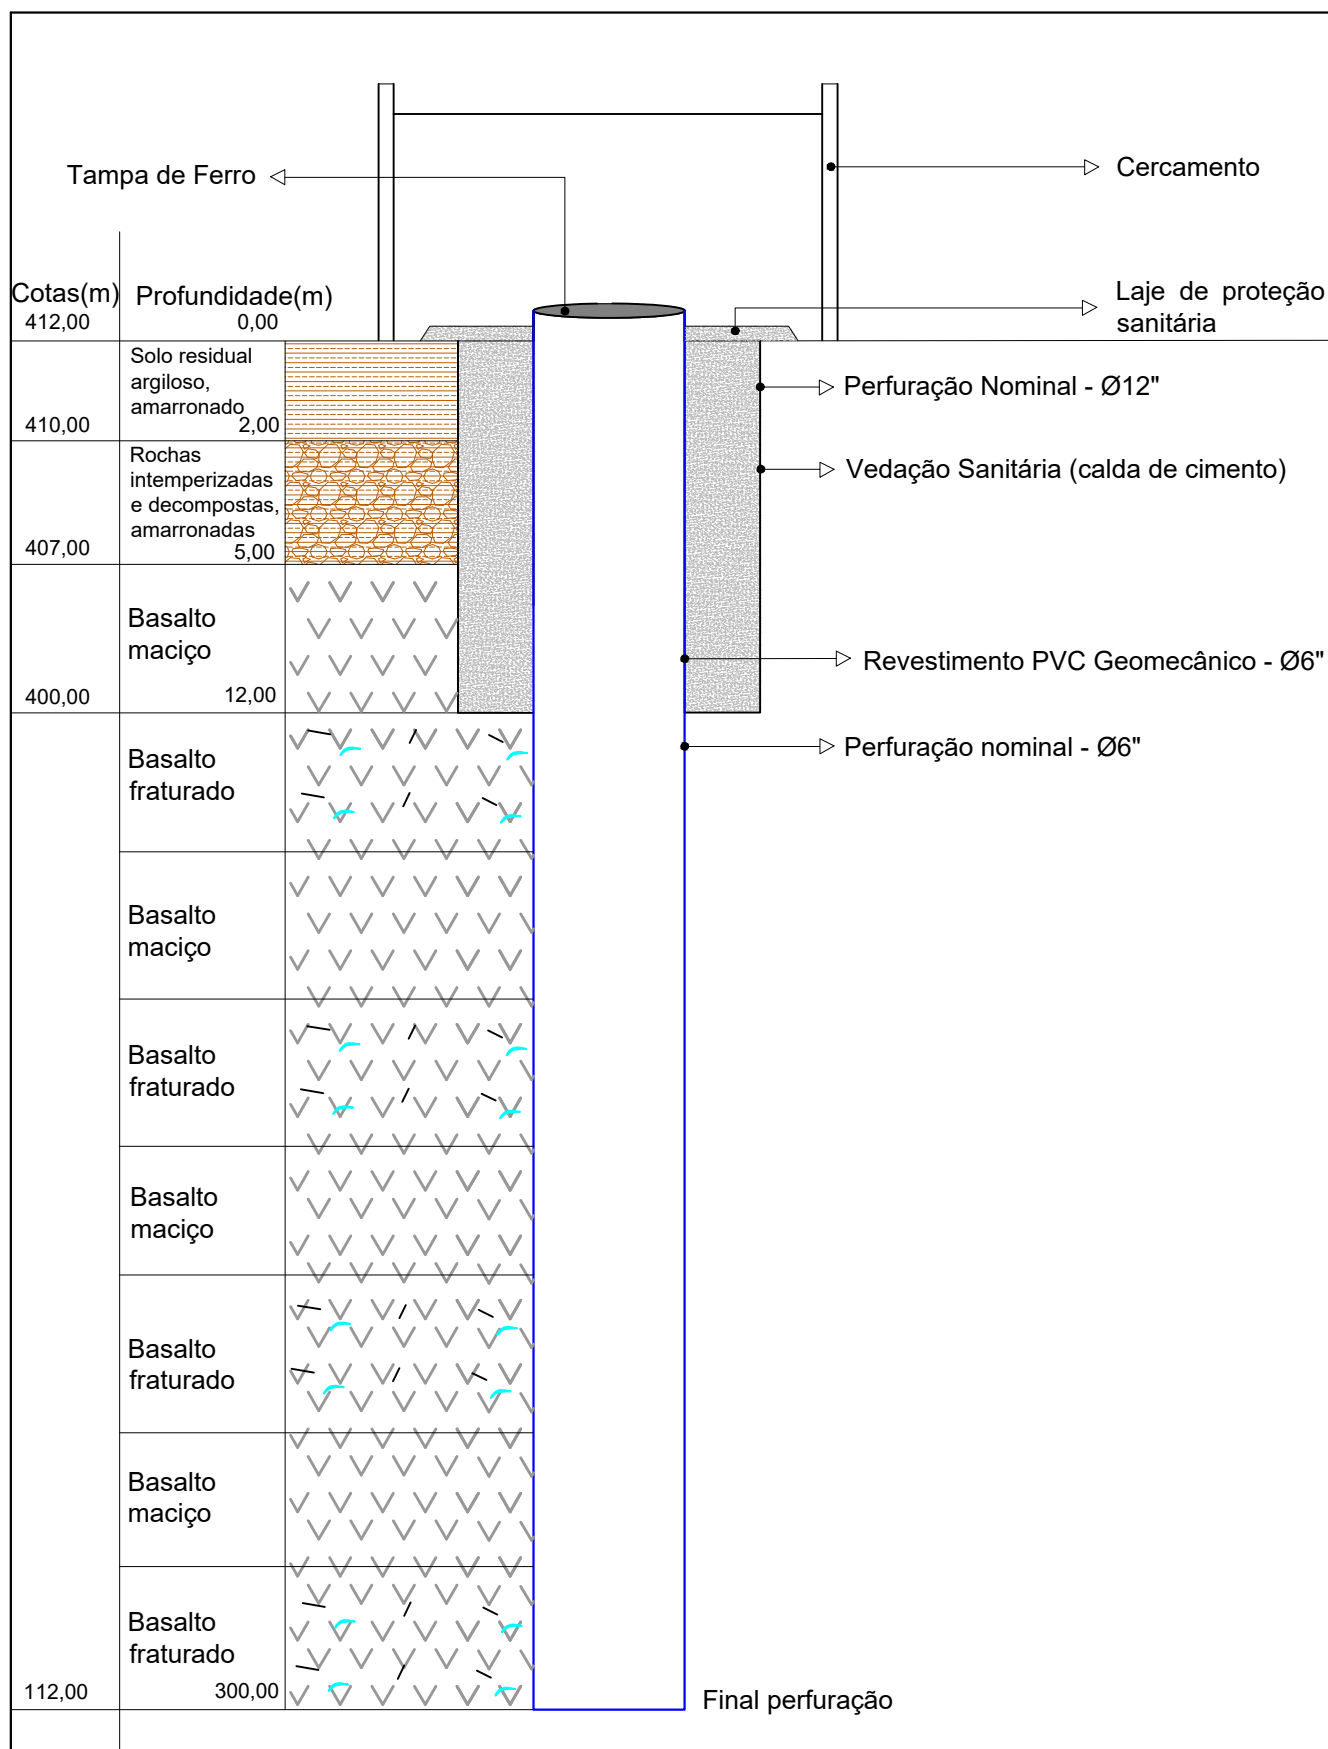 Tampa de Ferro
Cercamento
Cotas(m)
Profundidade(m)
412,00
0,00
Laje de proteção
sanitária
Solo residual
argiloso,
amarronado
410,00
2,00
Perfuração Nominal - Ø12"
Rochas
intemperizadas
e decompostas,
amarronadas
407,00
5,00
Vedação Sanitária (calda de cimento)
Basalto
maciço
400,00
12,00
Revestimento PVC Geomecânico - Ø6"
Basalto
fraturado
Perfuração nominal - Ø6"
Basalto
maciço
Basalto
fraturado
Basalto
maciço
Basalto
fraturado
Basalto
maciço
Basalto
fraturado
112,00
300,00
Final perfuração